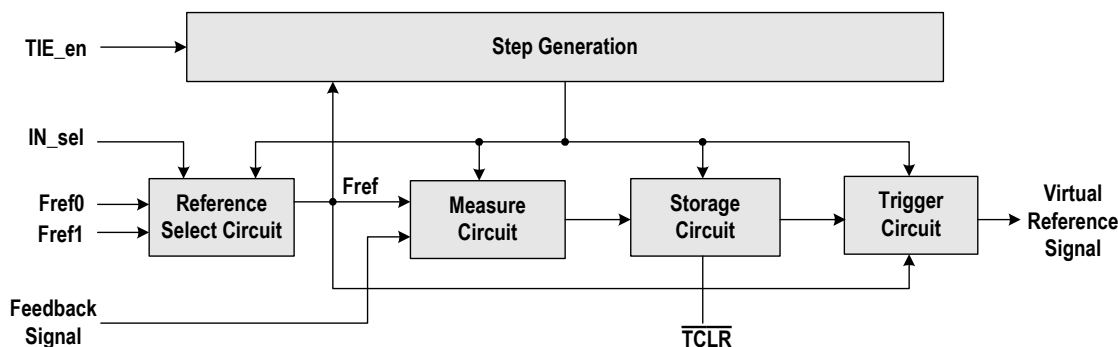 TIE_en
Step Generation
IN_sel
Fref0
Fref1
Reference
Select Circuit
Fref
Measure
Circuit
Storage
Circuit
Trigger
Circuit
Virtual
Reference
Signal
Feedback
Signal
TCLR